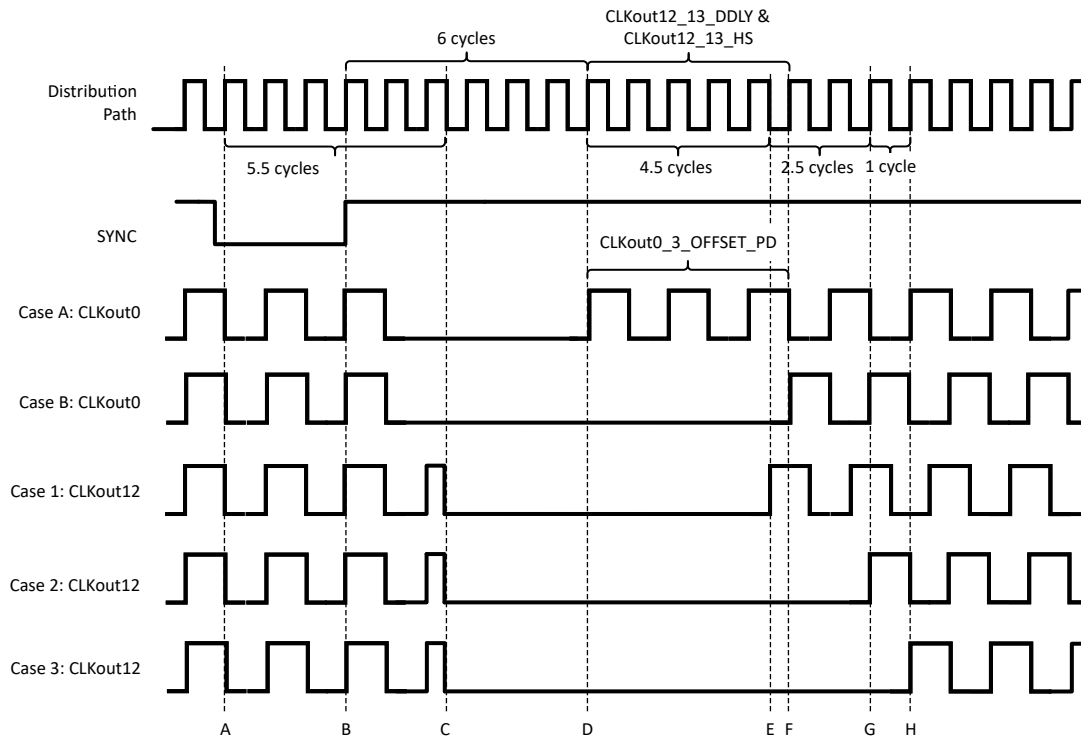 CLKout12_13_DDLY &
CLKout12_13_HS
6 cycles
Distribution
Path
5.5 cycles
4.5 cycles
2.5 cycles
1 cycle
SYNC
CLKout0_3_OFFSET_PD
Case A: CLKout0
Case B: CLKout0
Case 1: CLKout12
Case 2: CLKout12
Case 3: CLKout12
A B C D E F G H